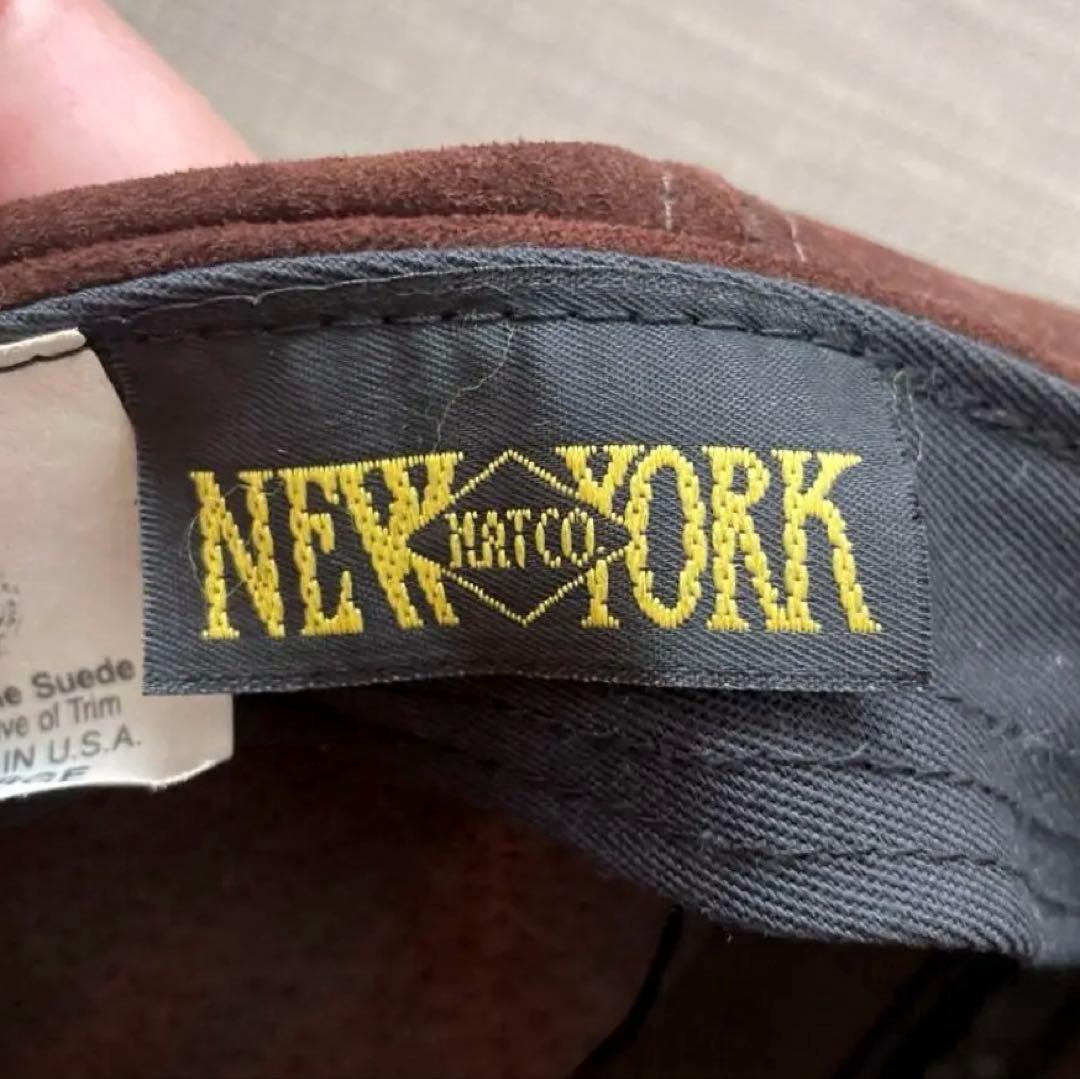 NEW HATCO. YORK
Suede
of Trim
IN U.S.A.